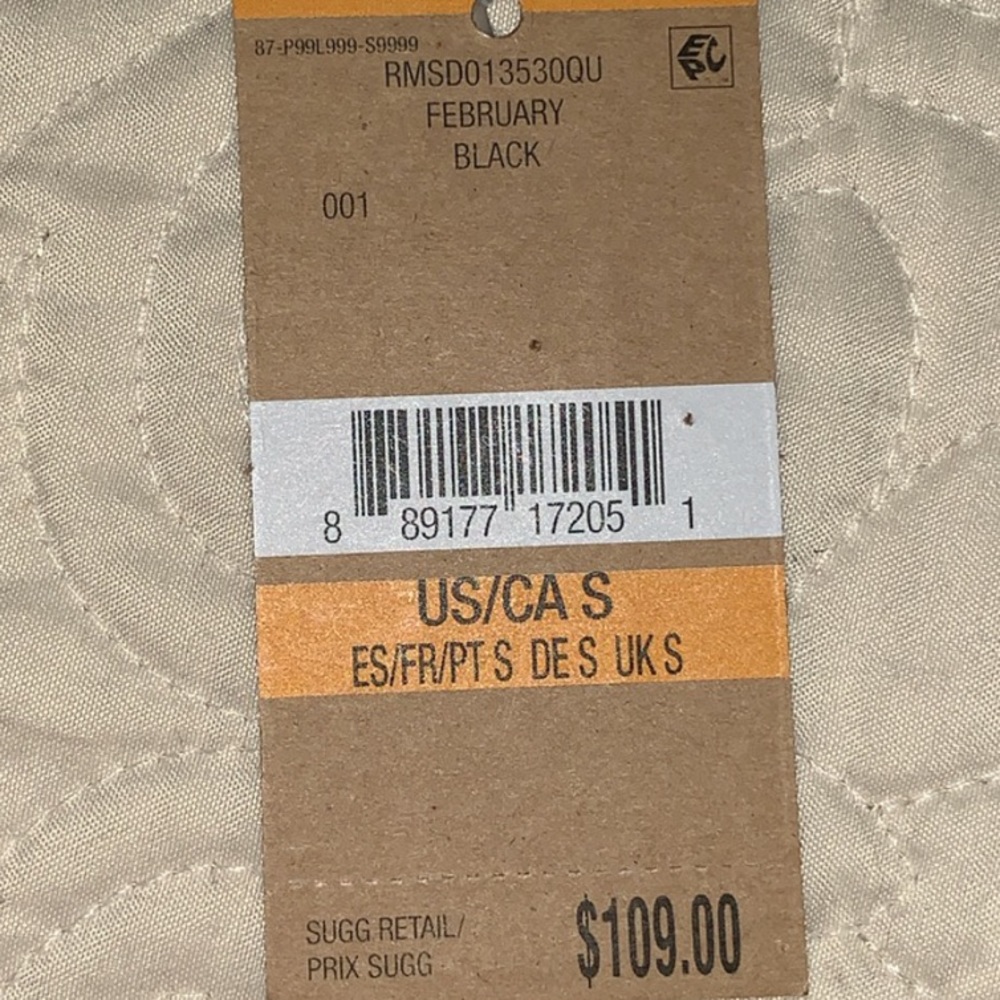 87-P99L999-S9999
EPC
RMSD013530QU
FEBRUARY
BLACK
001
8 89177 17205 1
US/CA S
ES/FR/PT S DE S UK S
SUGG RETAIL/
PRIX SUGG
$109.00